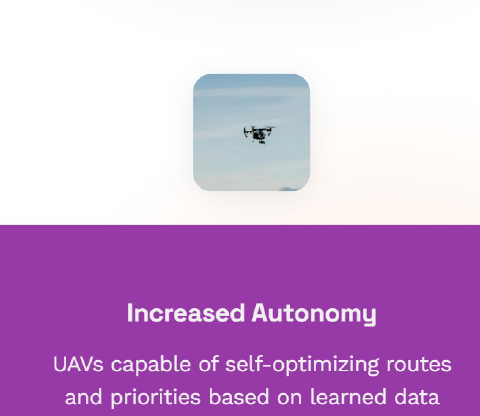 Increased Autonomy
UAVs capable of self-optimizing routes
and priorities based on learned data